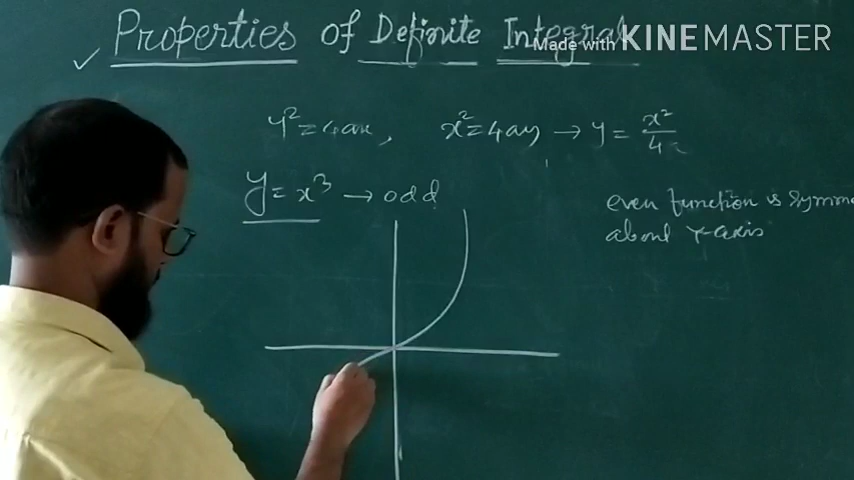 ✓ Properties of Definite Integral
Made with KINEMASTER
y² = 4ax, x² = 4ay → y = x²/4a
y = x³ → odd
even function is Symme
about y-axis